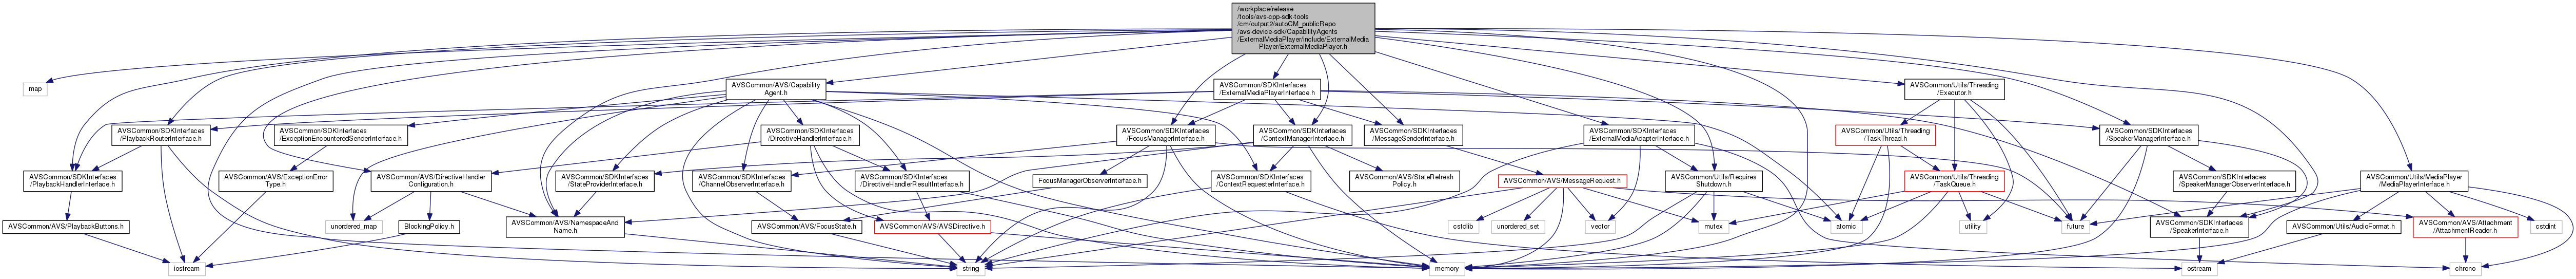 /workplace/release
/tools/avs-cpp-sdk-tools
/cm/output2/autoCM_publicRepo
/avs-device-sdk/CapabilityAgents
/ExternalMediaPlayer/include/ExternalMedia
Player/ExternalMediaPlayer.h
map
AVSCommon/AVS/Capability
Agent.h
AVSCommon/SDKInterfaces
/ExternalMediaPlayerInterface.h
AVSCommon/Utils/Threading
/Executor.h
AVSCommon/SDKInterfaces
/PlaybackRouterInterface.h
AVSCommon/SDKInterfaces
/ExceptionEncounteredSenderInterface.h
AVSCommon/SDKInterfaces
/DirectiveHandlerInterface.h
AVSCommon/SDKInterfaces
/FocusManagerInterface.h
AVSCommon/SDKInterfaces
/ContextManagerInterface.h
AVSCommon/SDKInterfaces
/MessageSenderInterface.h
AVSCommon/SDKInterfaces
/ExternalMediaAdapterInterface.h
AVSCommon/Utils/Threading
/TaskThread.h
AVSCommon/SDKInterfaces
/SpeakerManagerInterface.h
AVSCommon/SDKInterfaces
/PlaybackHandlerInterface.h
AVSCommon/AVS/ExceptionError
Type.h
AVSCommon/AVS/DirectiveHandler
Configuration.h
AVSCommon/SDKInterfaces
/StateProviderInterface.h
AVSCommon/SDKInterfaces
/ChannelObserverInterface.h
AVSCommon/SDKInterfaces
/DirectiveHandlerResultInterface.h
FocusManagerObserverInterface.h
AVSCommon/SDKInterfaces
/ContextRequesterInterface.h
AVSCommon/AVS/StateRefresh
Policy.h
AVSCommon/AVS/MessageRequest.h
AVSCommon/Utils/Requires
Shutdown.h
AVSCommon/Utils/Threading
/TaskQueue.h
AVSCommon/SDKInterfaces
/SpeakerManagerObserverInterface.h
AVSCommon/Utils/MediaPlayer
/MediaPlayerInterface.h
AVSCommon/AVS/PlaybackButtons.h
unordered_map
BlockingPolicy.h
AVSCommon/AVS/NamespaceAnd
Name.h
AVSCommon/AVS/FocusState.h
AVSCommon/AVS/AVSDirective.h
cstdlib
unordered_set
vector
mutex
atomic
utility
future
AVSCommon/SDKInterfaces
/SpeakerInterface.h
AVSCommon/Utils/AudioFormat.h
AVSCommon/AVS/Attachment
/AttachmentReader.h
cstdint
iostream
string
memory
ostream
chrono